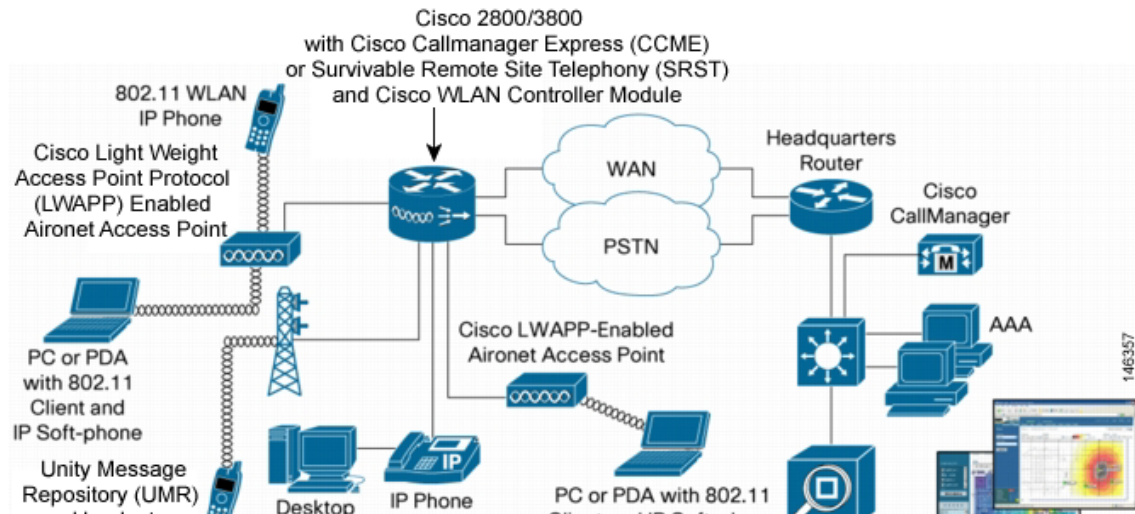 Cisco 2800/3800
with Cisco Callmanager Express (CCME)
or Survivable Remote Site Telephony (SRST)
and Cisco WLAN Controller Module
802.11 WLAN
IP Phone
Cisco Light Weight
Access Point Protocol
(LWAPP) Enabled
Aironet Access Point
WAN
PSTN
Headquarters
Router
Cisco
CallManager
M
Cisco LWAPP-Enabled
Aironet Access Point
AAA
146357
PC or PDA
with 802.11
Client and
IP Soft-phone
Unity Message
Repository (UMR)
Desktop
IP
IP Phone
PC or PDA with 802.11